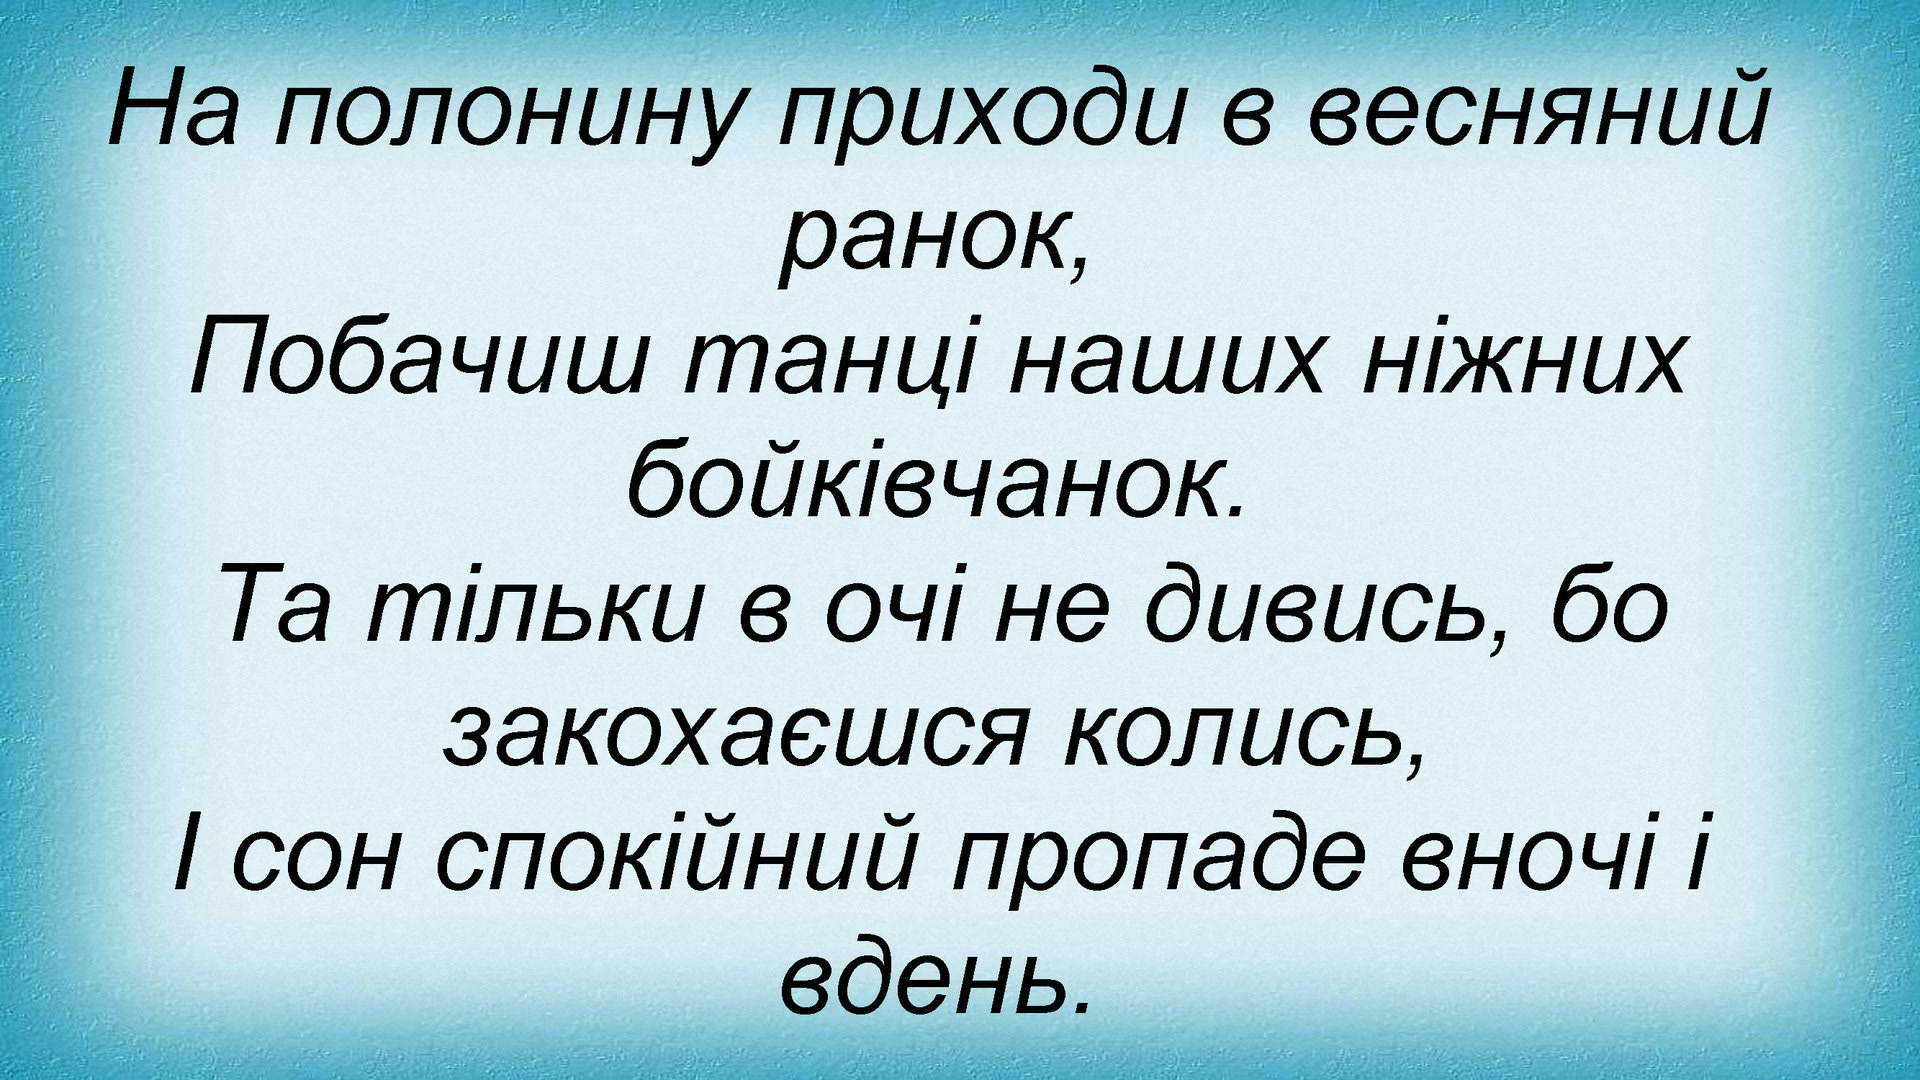 На полонину приходи в весняний
ранок,
Побачиш танці наших ніжних
бойківчанок.
Та тільки в очі не дивись, бо
закохаєшся колись,
І сон спокійний пропаде вночі і
вдень.